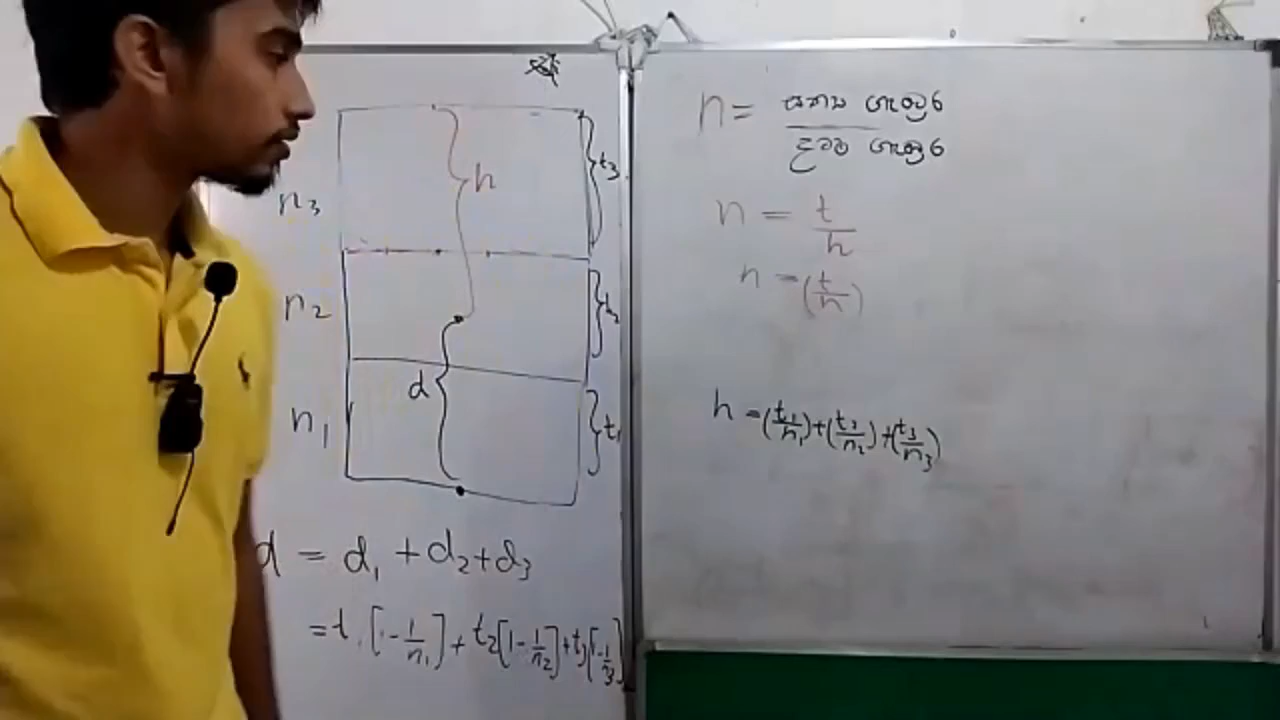 h
t₃
n₃
n₂
t₂
d
n₁
t₁
d = d₁ + d₂ + d₃
= t₁[1 - 1/n₁] + t₂[1 - 1/n₂] + t₃[1 - 1/n₃]
n = සත්‍ය ගැඹුර / දෘශ්‍ය ගැඹුර
n = t/h
n = (t/h)
h = (t₁/n₁) + (t₂/n₂) + (t₃/n₃)